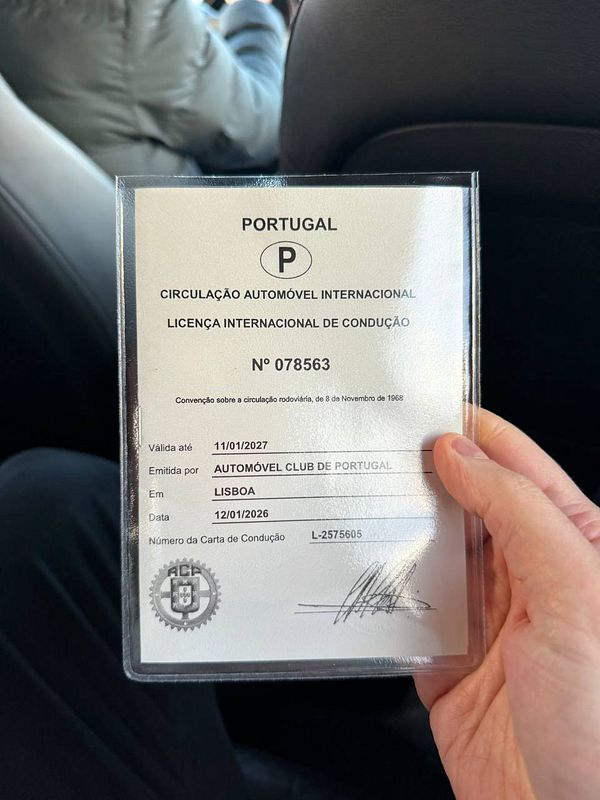 PORTUGAL
P
CIRCULAÇÃO AUTOMÓVEL INTERNACIONAL
LICENÇA INTERNACIONAL DE CONDUÇÃO
Nº 078563
Convenção sobre a circulação rodoviária, de 8 de Novembro de 1968
Válida até 11/01/2027
Emitida por AUTOMÓVEL CLUB DE PORTUGAL
Em LISBOA
Data 12/01/2026
Número da Carta de Condução L-2575605
ACP